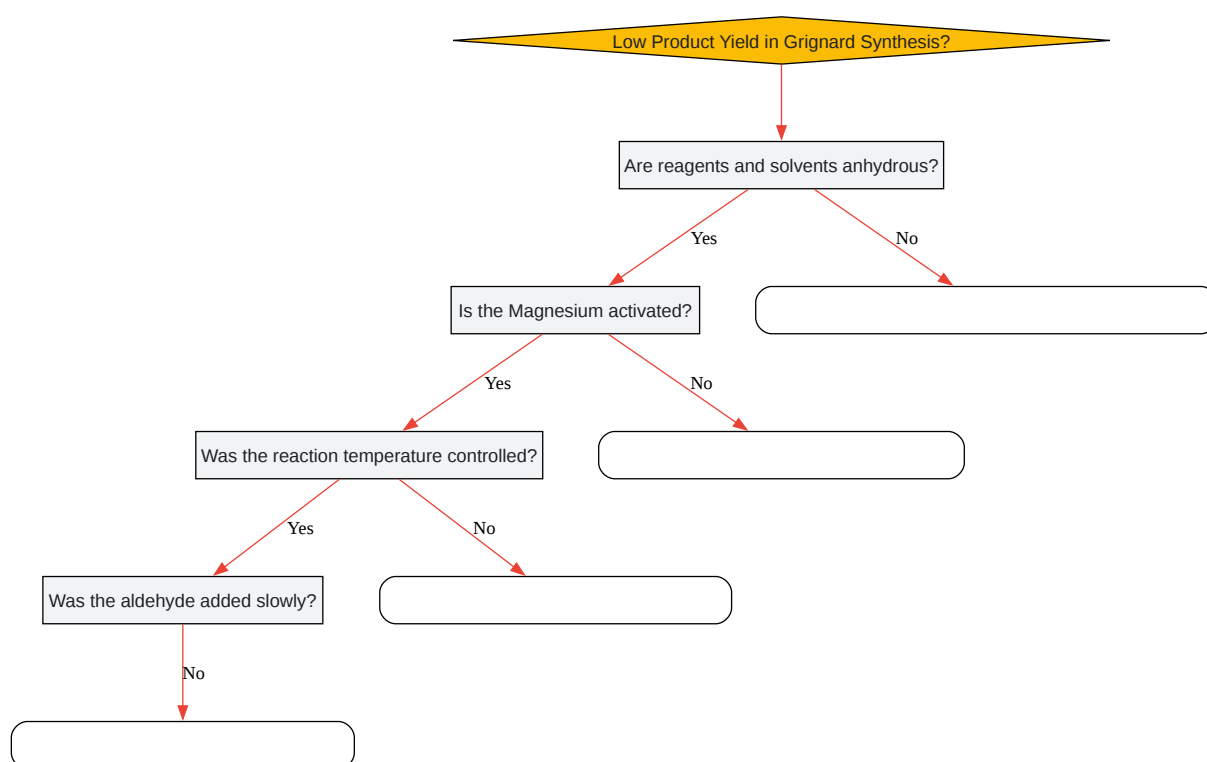 Low Product Yield in Grignard Synthesis?
Are reagents and solvents anhydrous?
Yes
No
Is the Magnesium activated?
Yes
No
Was the reaction temperature controlled?
Yes
No
Was the aldehyde added slowly?
No